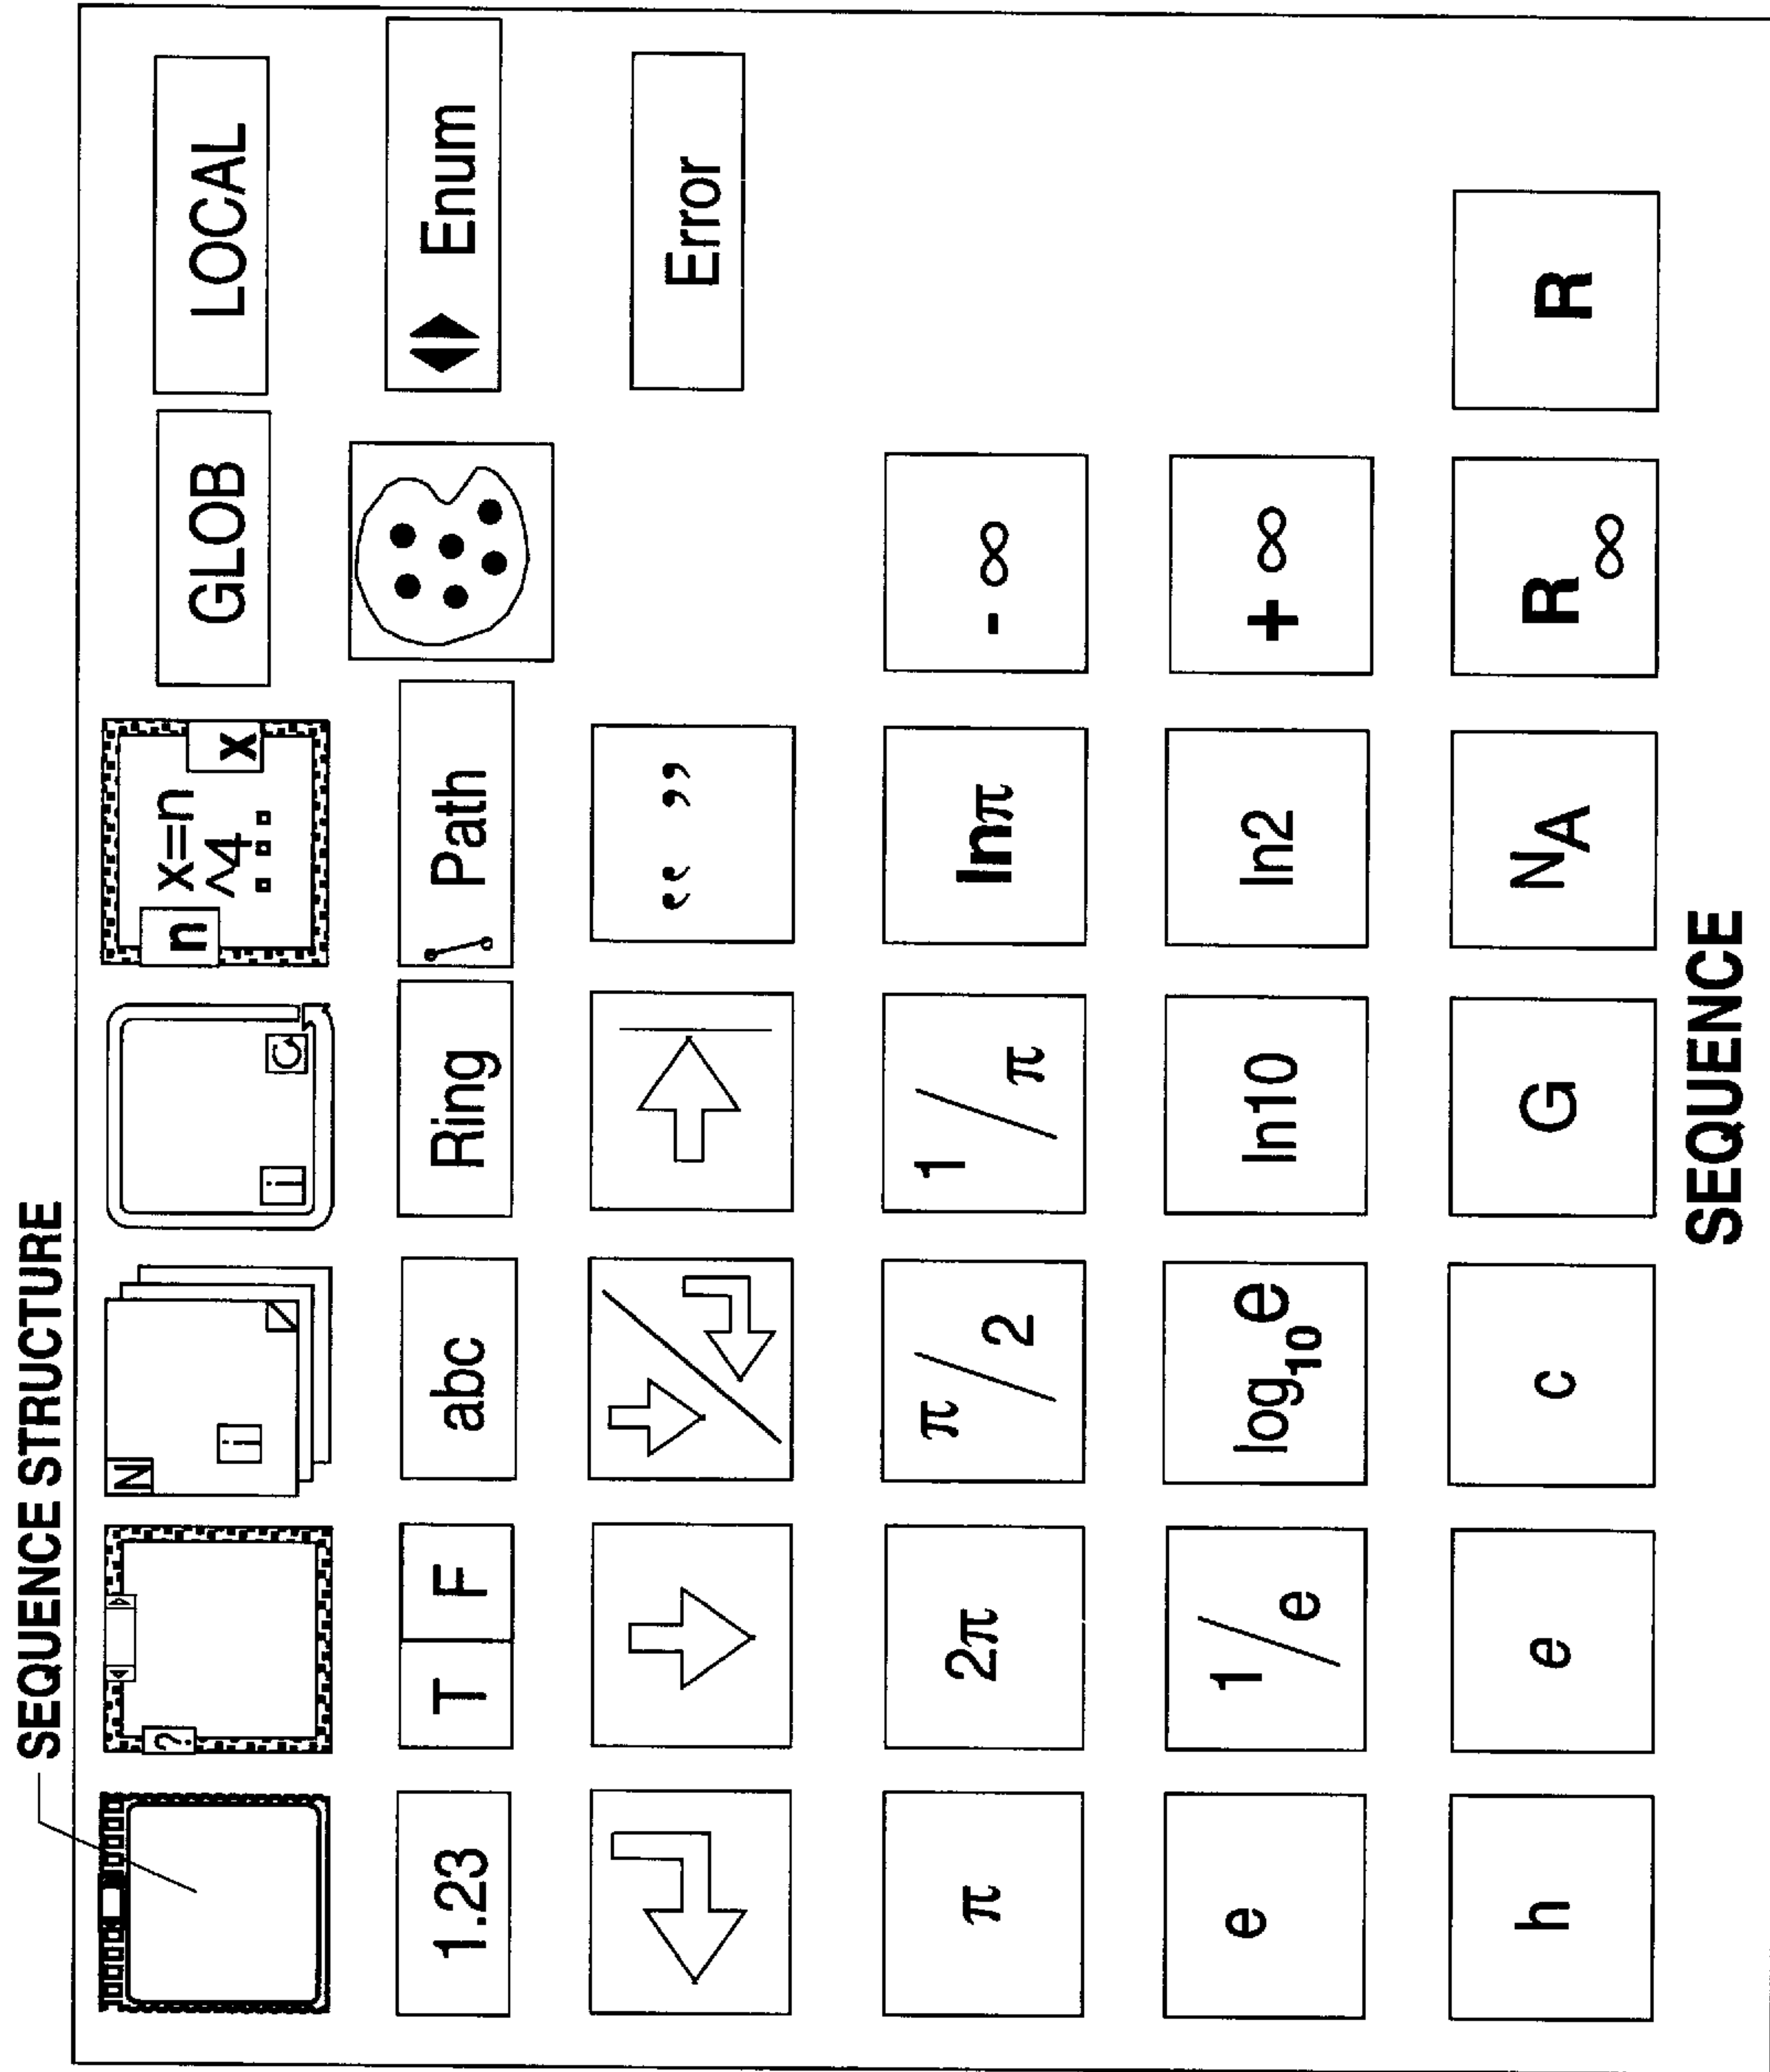 SEQUENCE STRUCTURE
? N i i n x=n ^4 x GLOB LOCAL
1.23 T F abc Ring Path Enum
“ ” Error
π 2π π/2 1/π lnπ - ∞
e 1/e log10e ln10 ln2 + ∞
h e c G NA R∞ R
SEQUENCE